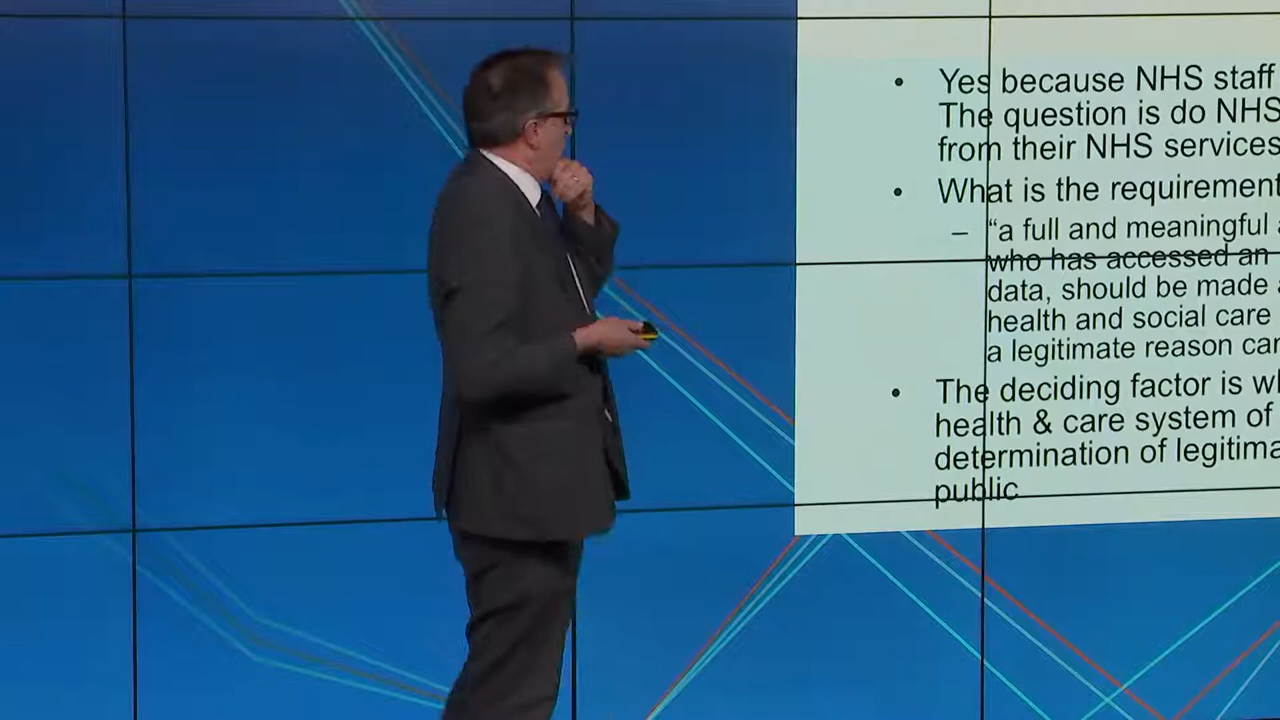 • Yes because NHS staff
The question is do NHS
from their NHS services
• What is the requirement
– “a full and meaningful
who has accessed an
data, should be made
health and social care
a legitimate reason
• The deciding factor is
health & care system of
determination of
public